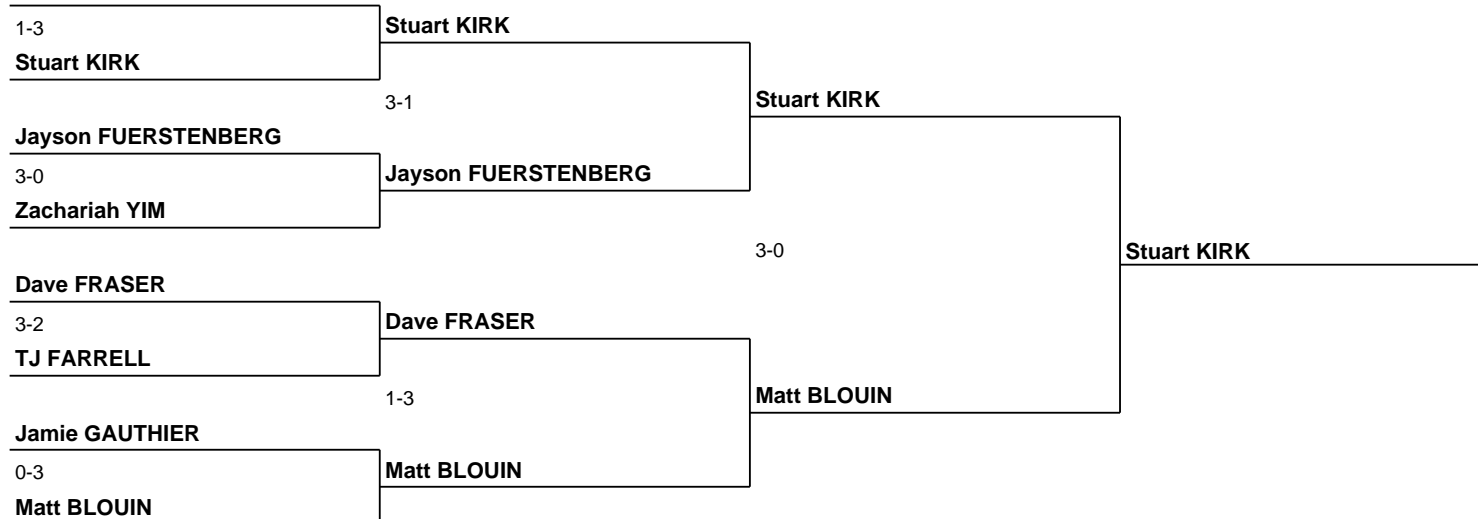 1-3
Stuart KIRK
Jayson FUERSTENBERG
3-0
Zachariah YIM
Dave FRASER
3-2
TJ FARRELL
Jamie GAUTHIER
0-3
Matt BLOUIN
Stuart KIRK
3-1
Jayson FUERSTENBERG
Dave FRASER
1-3
Matt BLOUIN
Stuart KIRK
3-0
Matt BLOUIN
Stuart KIRK